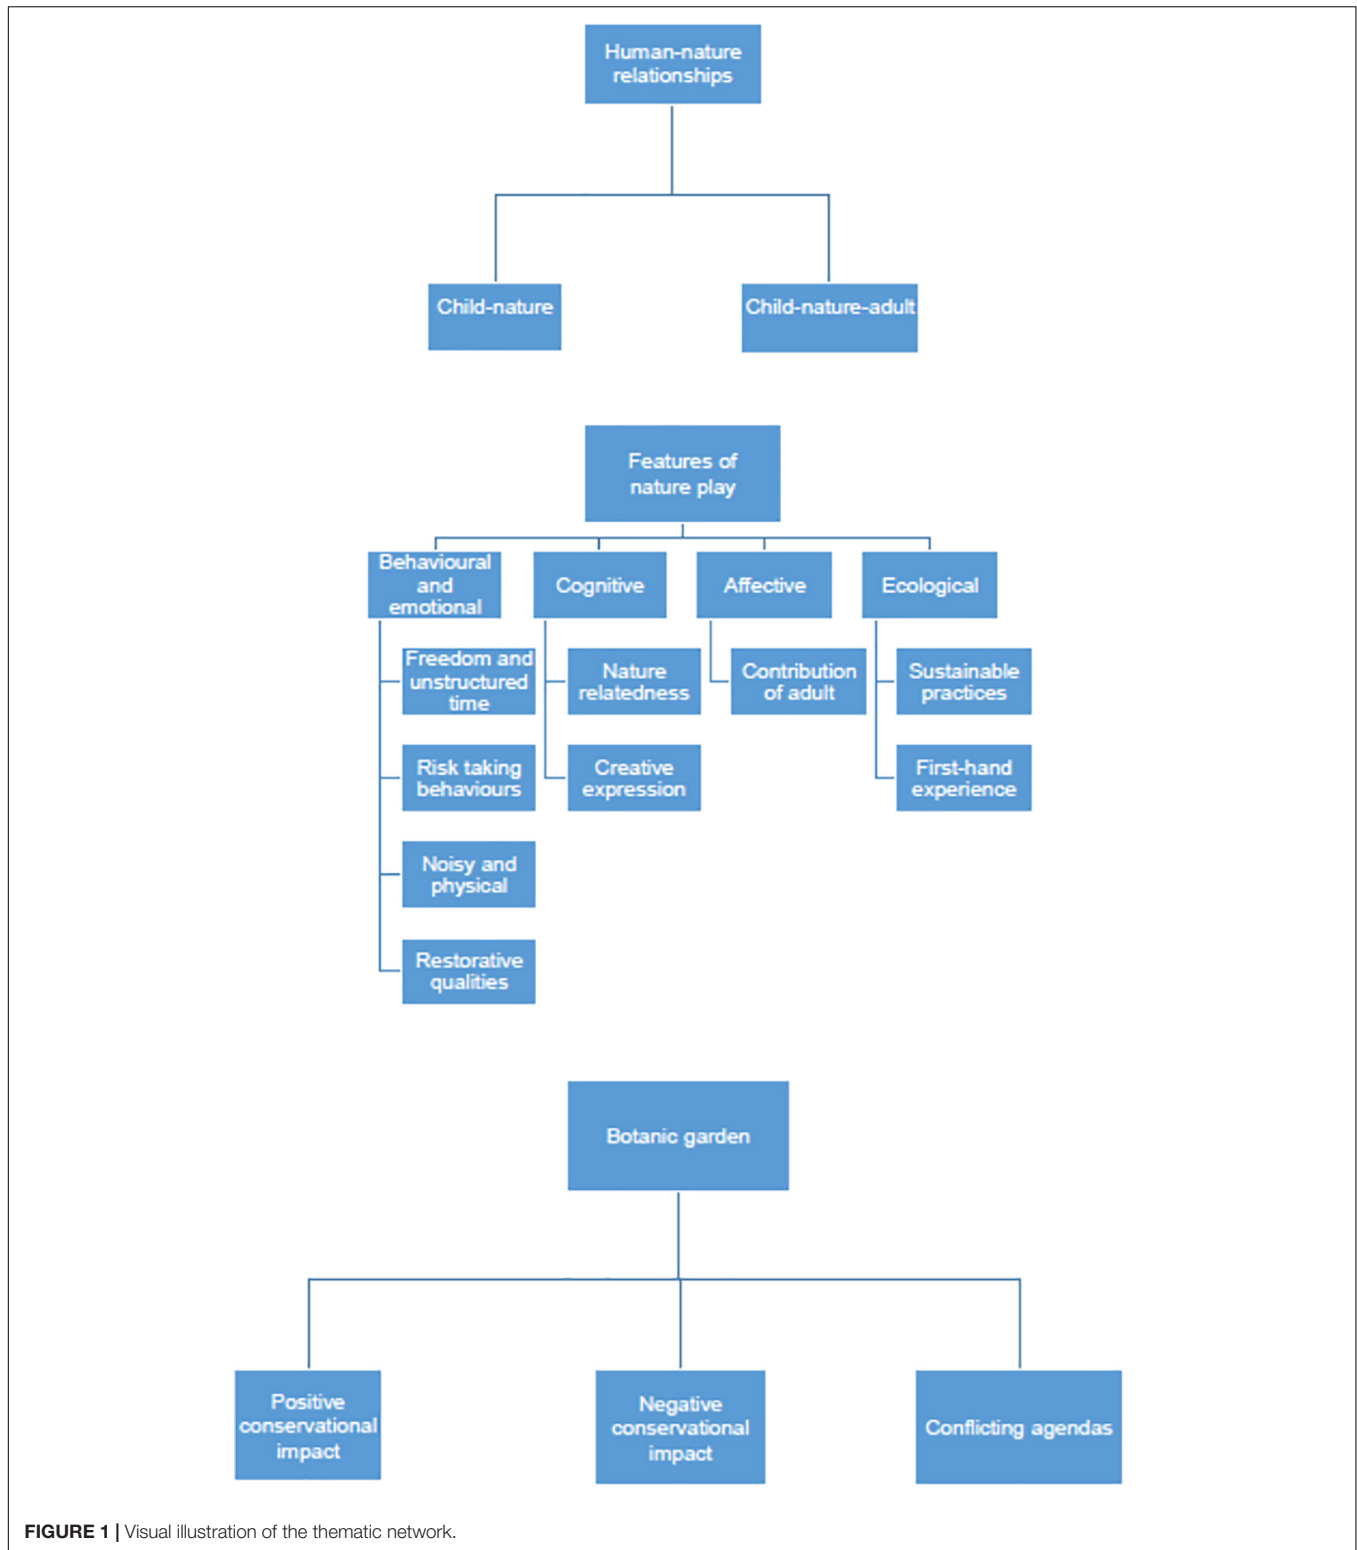 Human-nature
relationships
Child-nature
Child-nature-adult
Features of
nature play
Behavioural
and
emotional
Cognitive
Affective
Ecological
Freedom and
unstructured
time
Nature
relatedness
Contribution
of adult
Sustainable
practices
Risk taking
behaviours
Creative
expression
First-hand
experience
Noisy and
physical
Restorative
qualities
Botanic garden
Positive
conservational
impact
Negative
conservational
impact
Conflicting agendas
FIGURE 1 | Visual illustration of the thematic network.